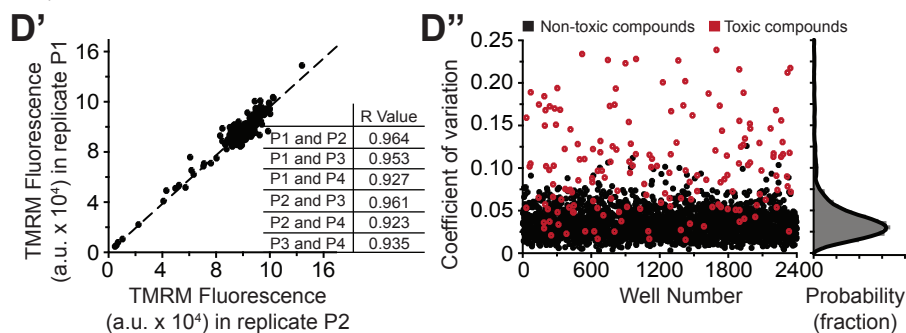 D'
TMRM Fluorescence
(a.u. x 10⁴) in replicate P1
16
10
8
4
0
0
4
8
10
16
TMRM Fluorescence
(a.u. x 10⁴) in replicate P2
R Value
P1 and P2 0.964
P1 and P3 0.953
P1 and P4 0.927
P2 and P3 0.961
P2 and P4 0.923
P3 and P4 0.935
D''
Non-toxic compounds
Toxic compounds
Coefficient of variation
0.25
0.20
0.15
0.10
0.05
0
0
600
1200
1800
2400
Well Number
Probability
(fraction)